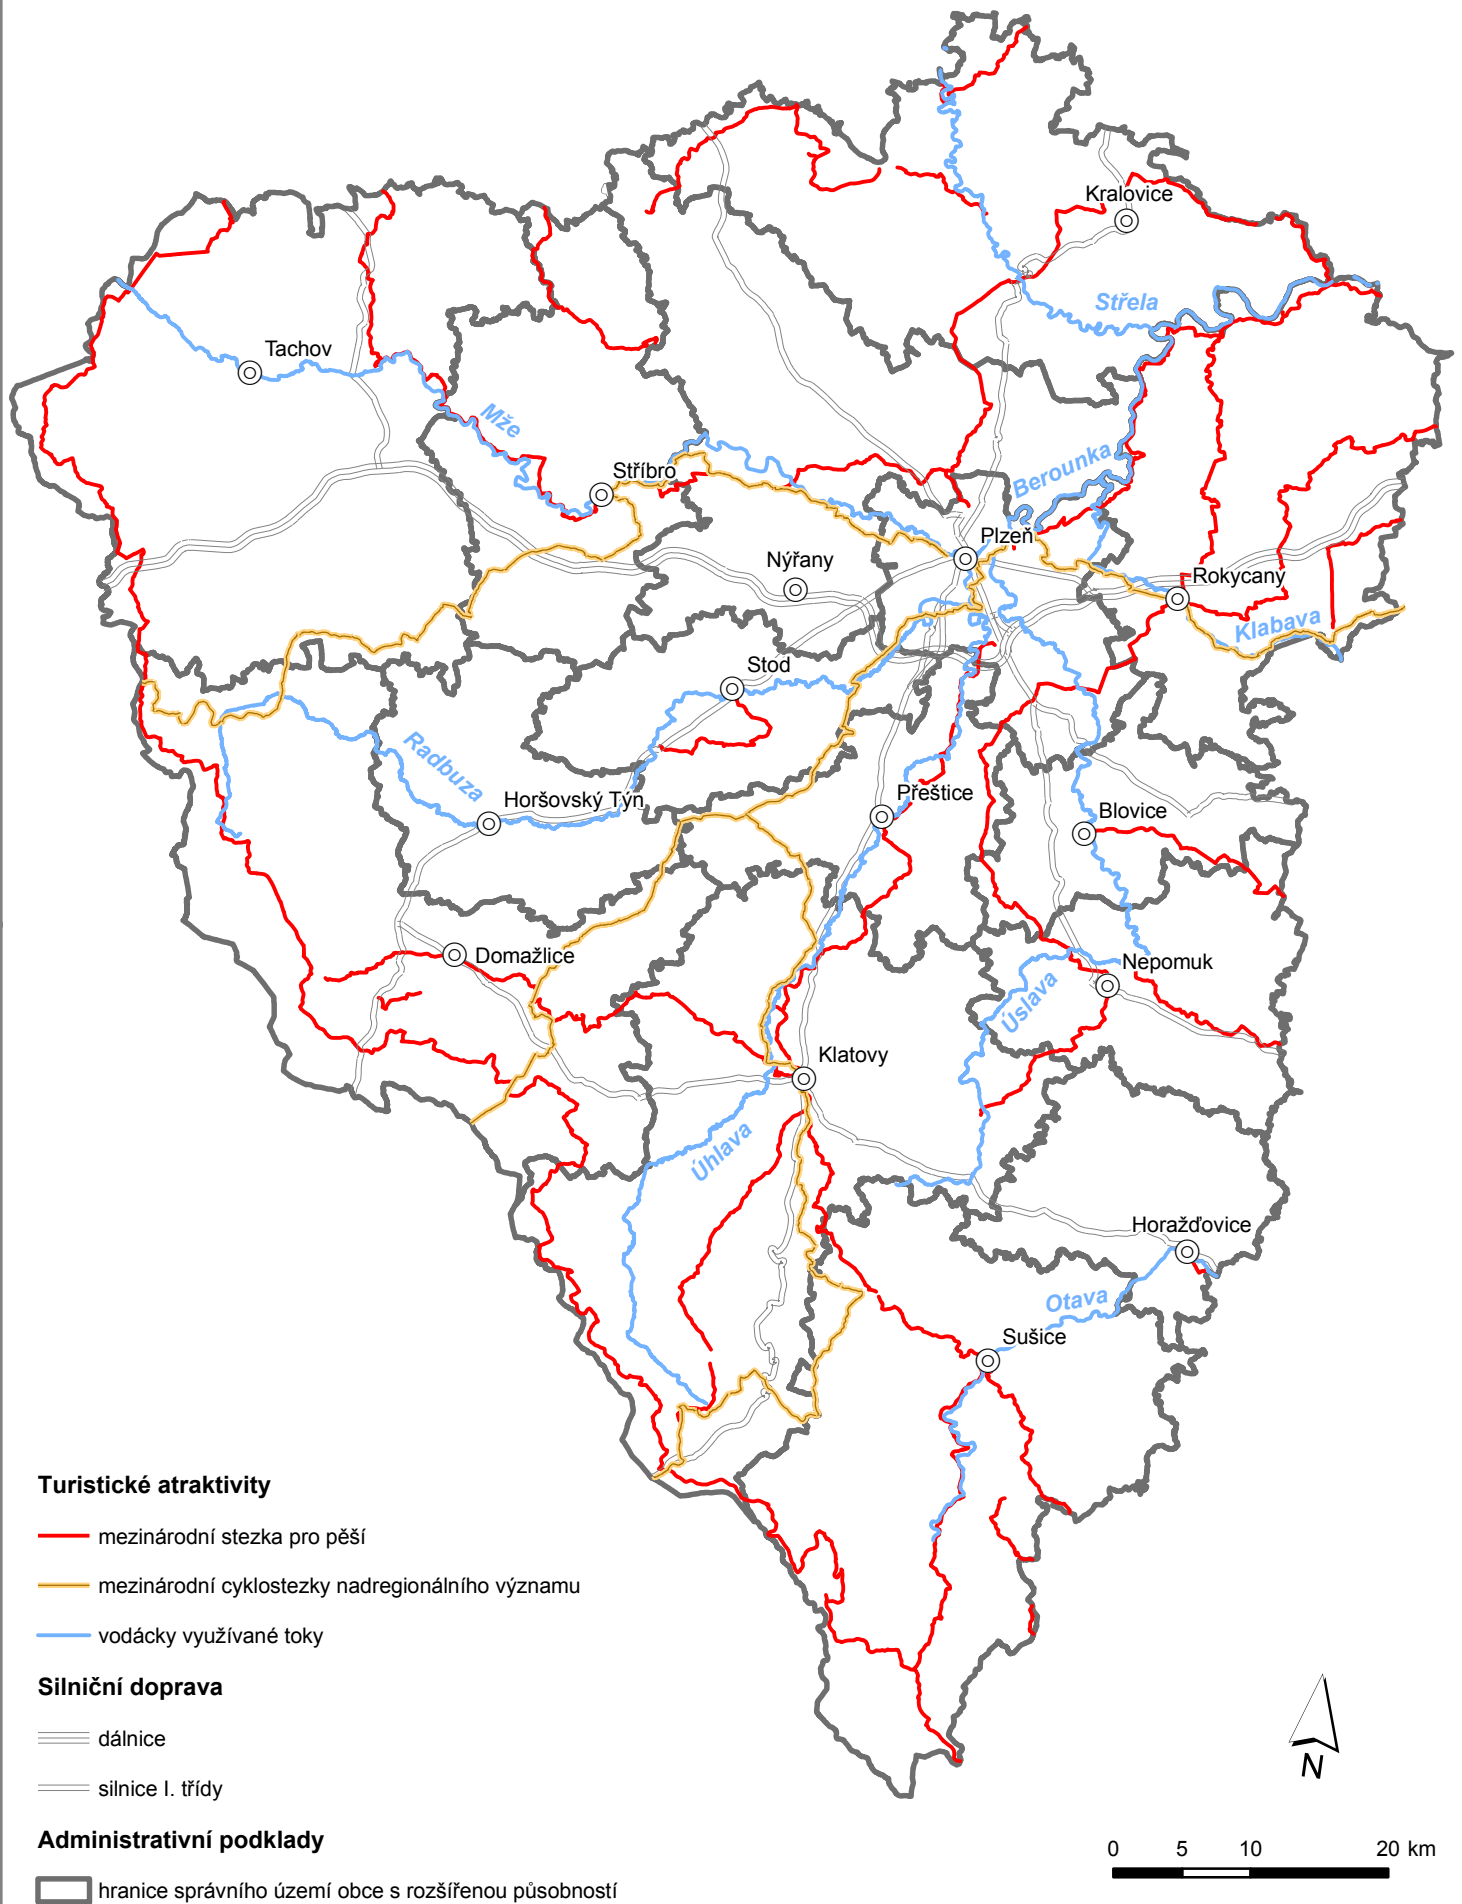 Kralovice
Střela
Tachov
Mže
Stříbro
Berounka
Plzeň
Nýřany
Rokycany
Klabava
Stod
Radbuza
Horšovský Týn
Přeštice
Blovice
Domažlice
Nepomuk
Úslava
Klatovy
Úhlava
Horažďovice
Otava
Sušice
Turistické atraktivity
mezinárodní stezka pro pěší
mezinárodní cyklostezky nadregionálního významu
vodácky využívané toky
Silniční doprava
dálnice
silnice I. třídy
Administrativní podklady
hranice správního území obce s rozšířenou působností
N
0 5 10 20 km